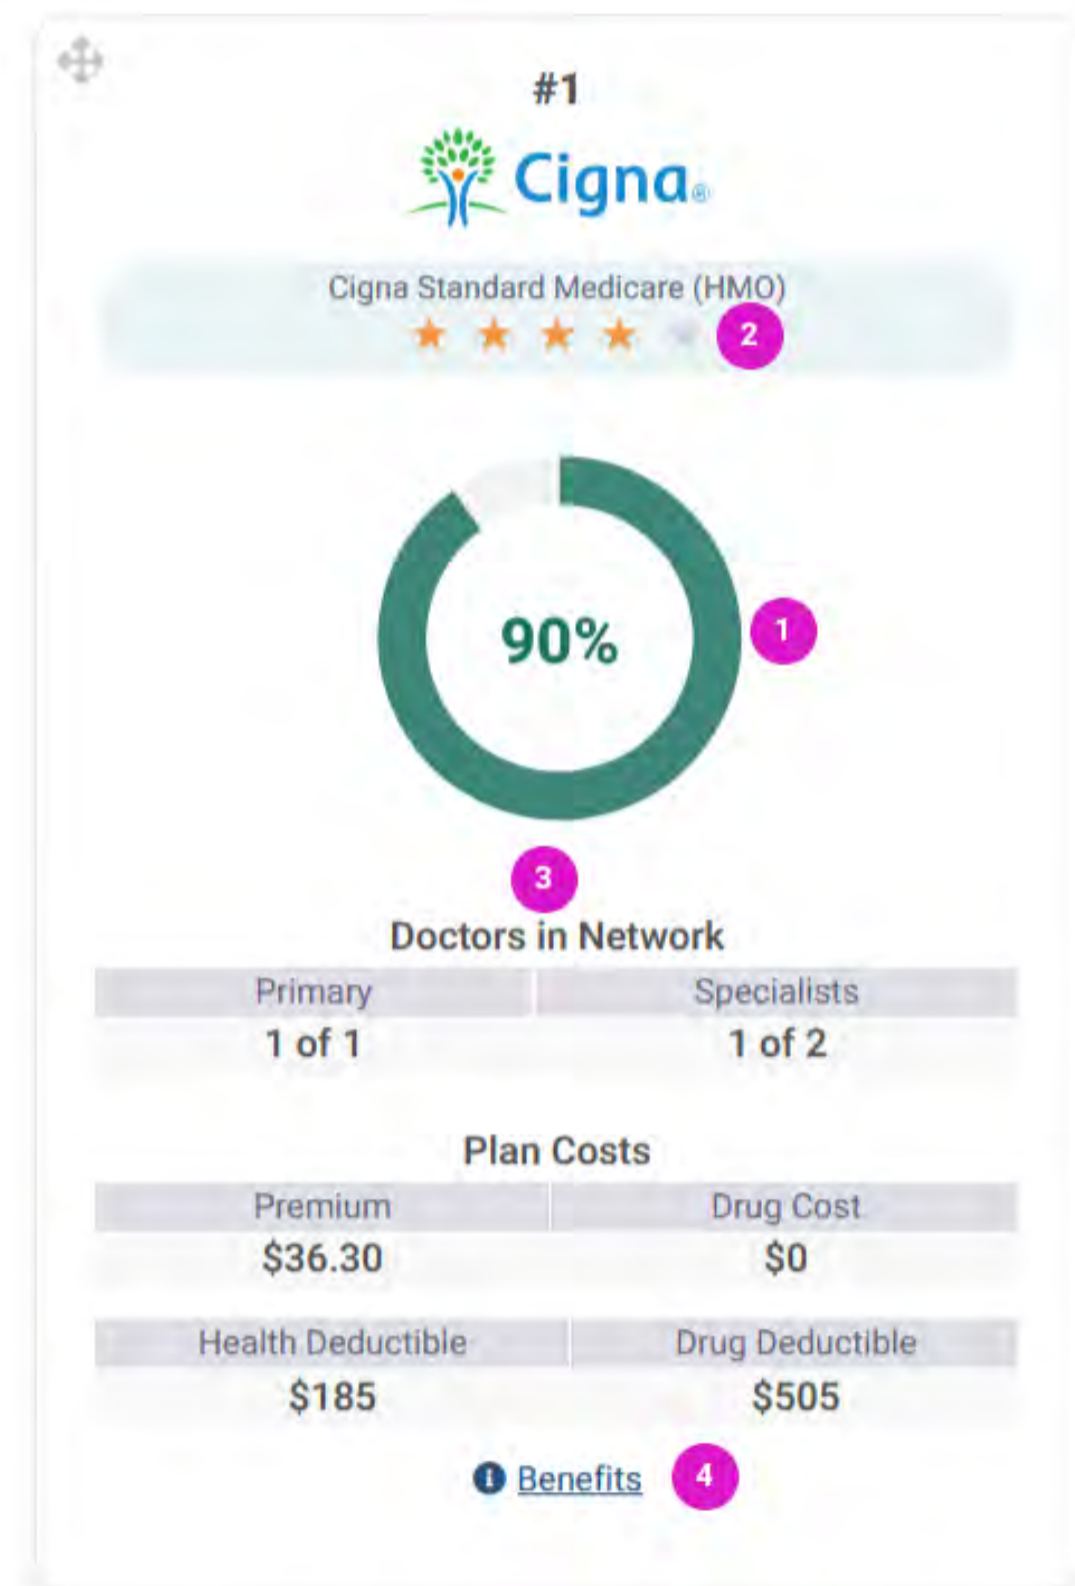 #1
Cigna®
Cigna Standard Medicare (HMO)
2
90%
1
3
Doctors in Network
Primary Specialists
1 of 1 1 of 2
Plan Costs
Premium Drug Cost
$36.30 $0
Health Deductible Drug Deductible
$185 $505
i Benefits 4